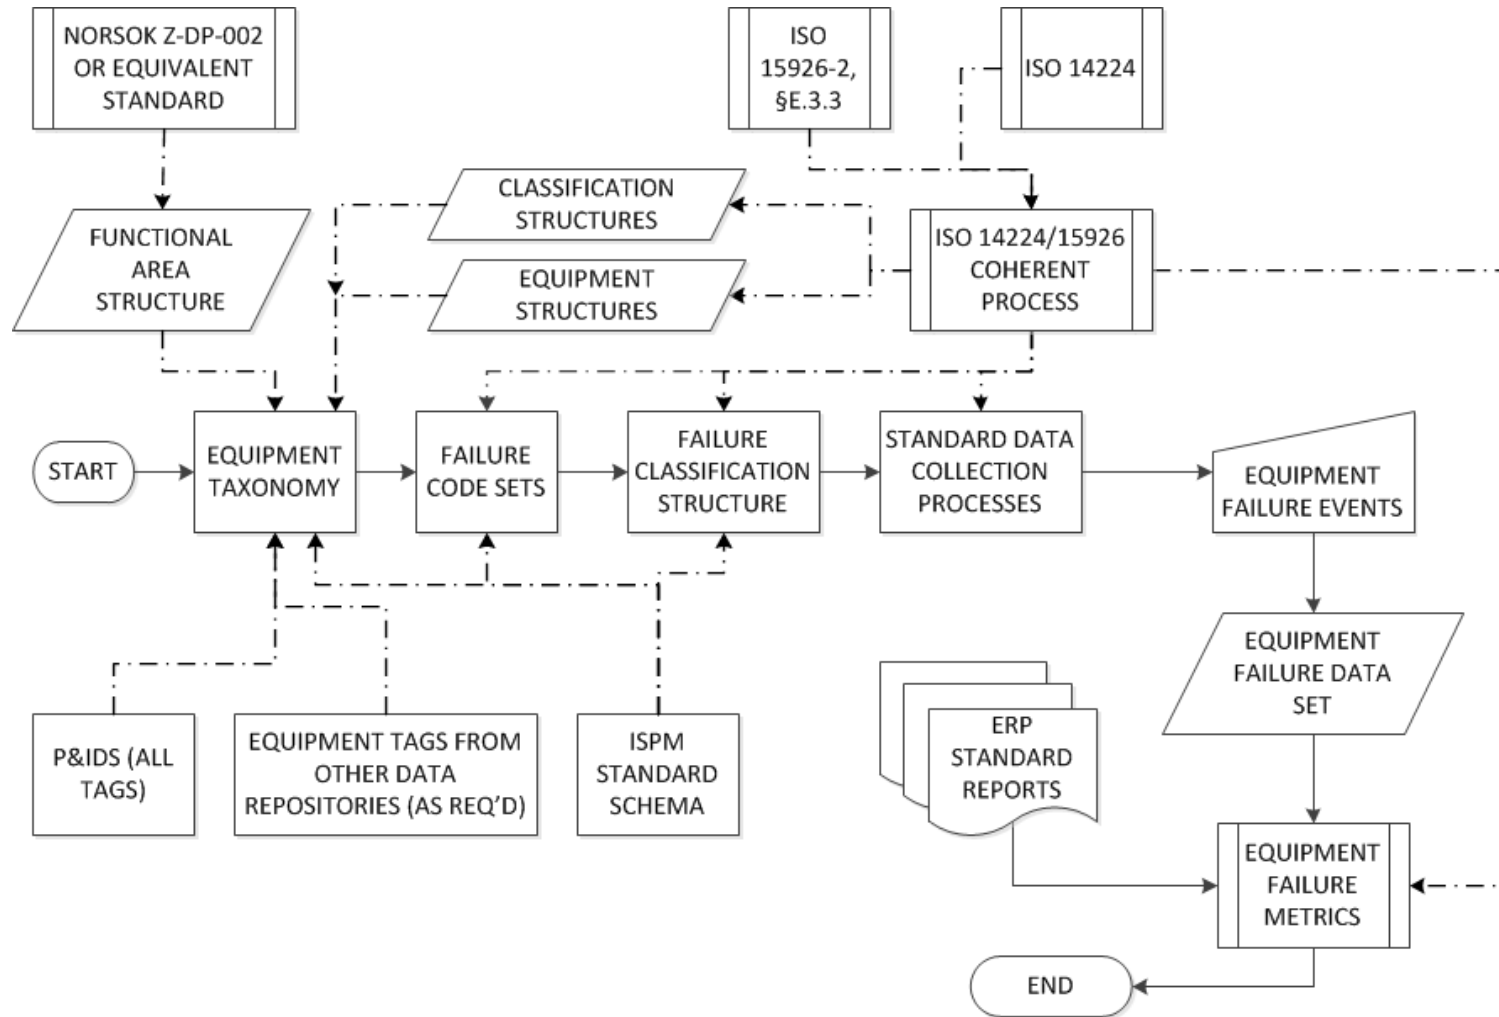 NORSOK Z-DP-002
OR EQUIVALENT
STANDARD
ISO
15926-2,
§E.3.3
ISO 14224
CLASSIFICATION
STRUCTURES
FUNCTIONAL
AREA
STRUCTURE
EQUIPMENT
STRUCTURES
ISO 14224/15926
COHERENT
PROCESS
START
EQUIPMENT
TAXONOMY
FAILURE
CODE SETS
FAILURE
CLASSIFICATION
STRUCTURE
STANDARD DATA
COLLECTION
PROCESSES
EQUIPMENT
FAILURE EVENTS
P&IDS (ALL
TAGS)
EQUIPMENT TAGS FROM
OTHER DATA
REPOSITORIES (AS REQ'D)
ISPM
STANDARD
SCHEMA
EQUIPMENT
FAILURE DATA
SET
ERP
STANDARD
REPORTS
EQUIPMENT
FAILURE
METRICS
END